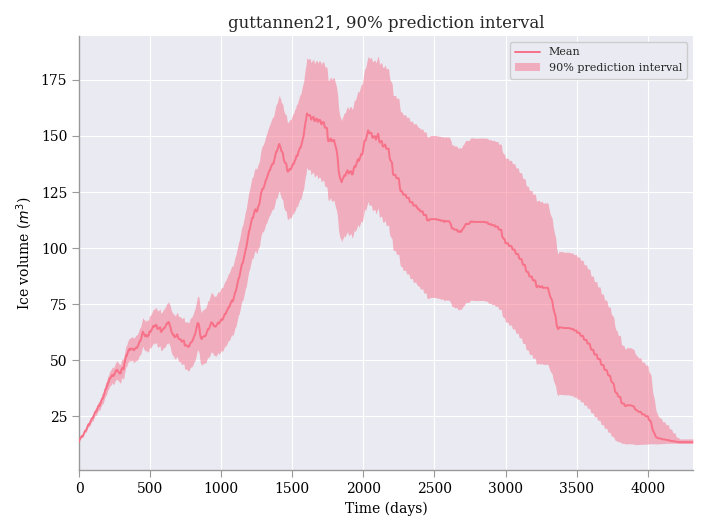 guttannen21, 90% prediction interval
Mean
90% prediction interval
175
150
125
100
75
50
25
Ice volume (m³)
0 500 1000 1500 2000 2500 3000 3500 4000
Time (days)